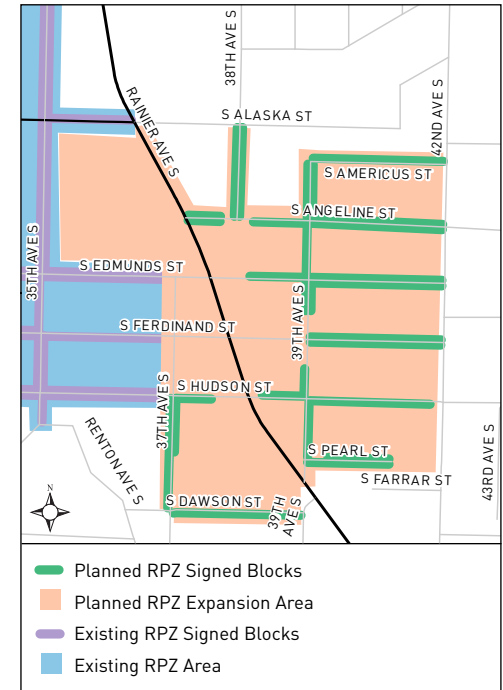 38TH AVE S
S ALASKA ST
RAINIER AVE S
42ND AVE S
S AMERICUS ST
S ANGELINE ST
35TH AVE S
S EDMUNDS ST
39TH AVE S
S FERDINAND ST
S HUDSON ST
37TH AVE S
RENTON AVE S
S PEARL ST
43RD AVE S
S FARRAR ST
S DAWSON ST
39TH
AVE S
N
Planned RPZ Signed Blocks
Planned RPZ Expansion Area
Existing RPZ Signed Blocks
Existing RPZ Area